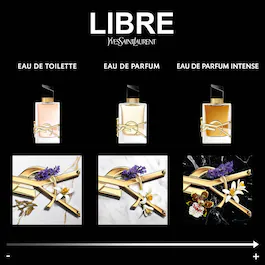 LIBRE
YVESSAINTLAURENT
EAU DE TOILETTE
EAU DE PARFUM
EAU DE PARFUM INTENSE
- +